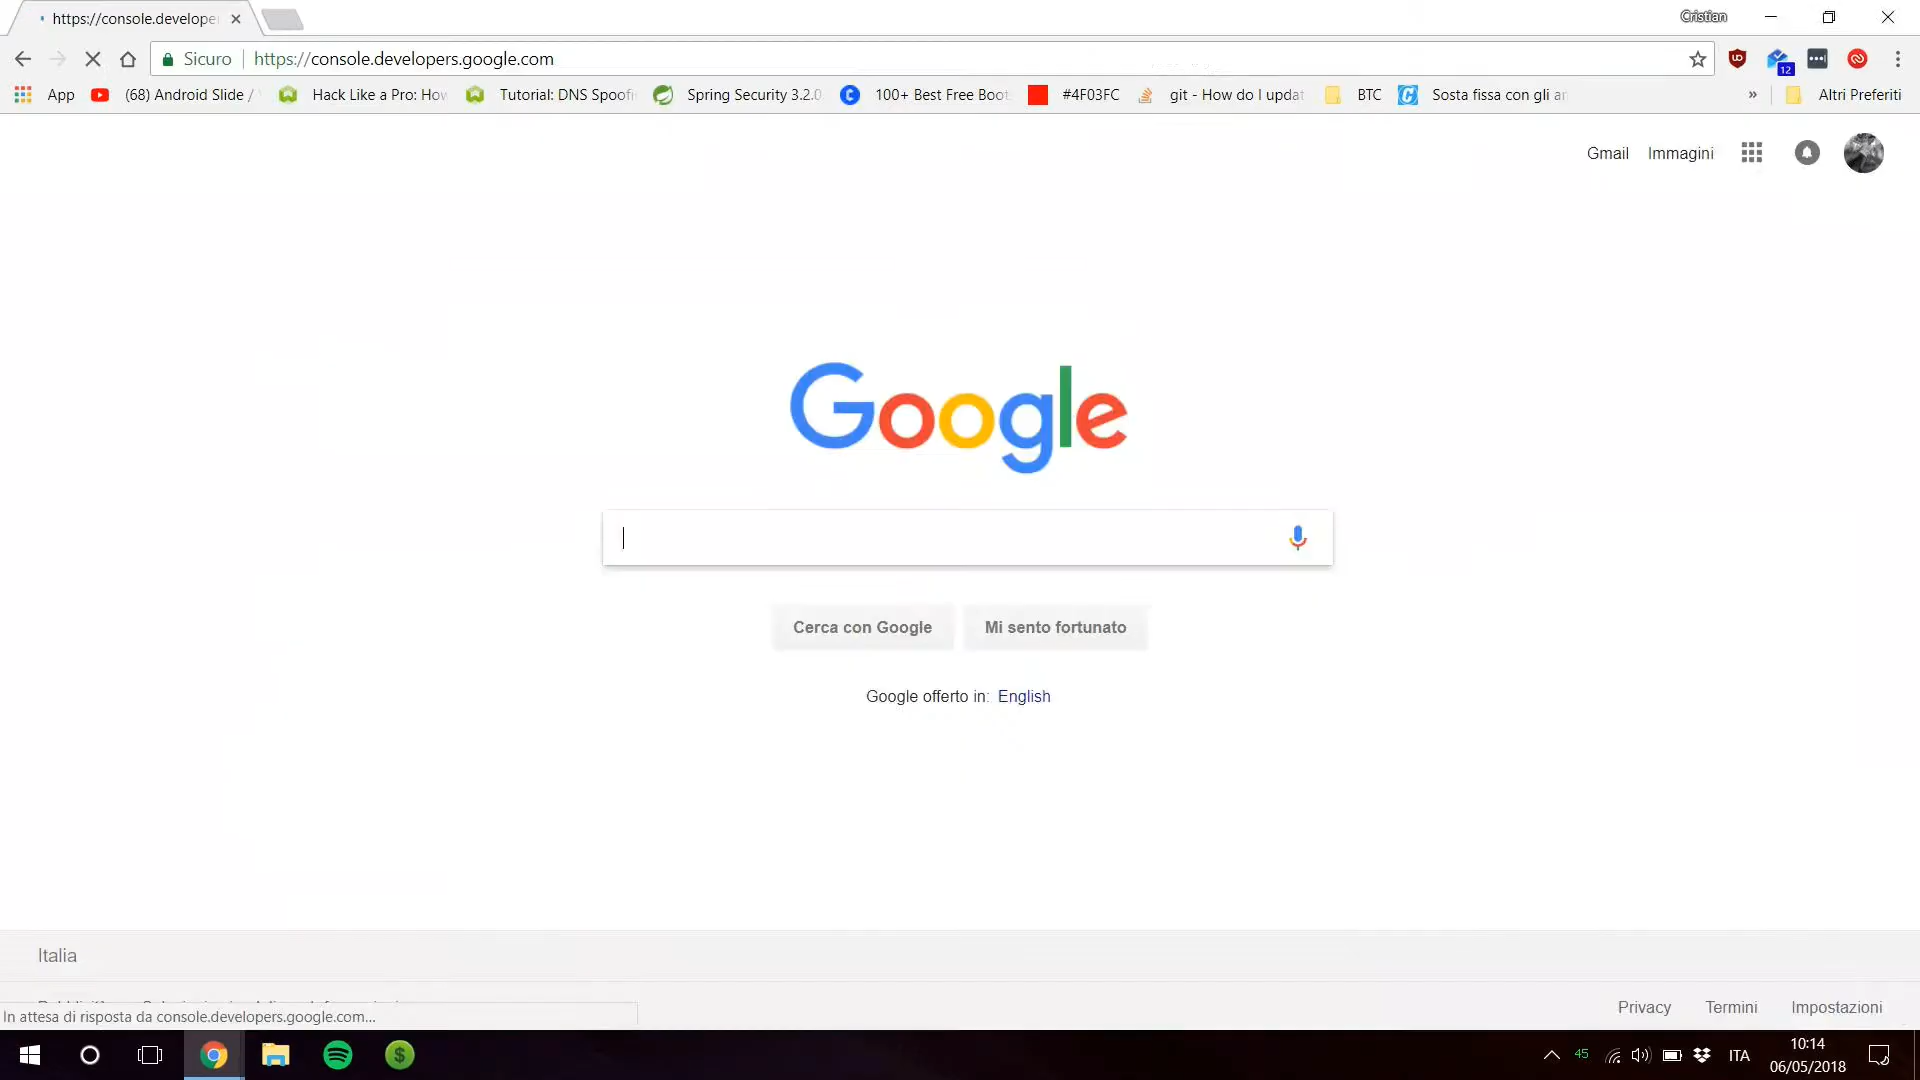 https://console.develope
Cristian
Sicuro
https://console.developers.google.com
12
App
(68) Android Slide /
Hack Like a Pro: How
Tutorial: DNS Spoofi
Spring Security 3.2.0
100+ Best Free Boot
#4F03FC
git - How do I updat
BTC
Sosta fissa con gli ar
»
Altri Preferiti
Gmail
Immagini
Google
Cerca con Google
Mi sento fortunato
Google offerto in: English
Italia
Privacy
Termini
Impostazioni
In attesa di risposta da console.developers.google.com...
45
ITA
10:14
06/05/2018